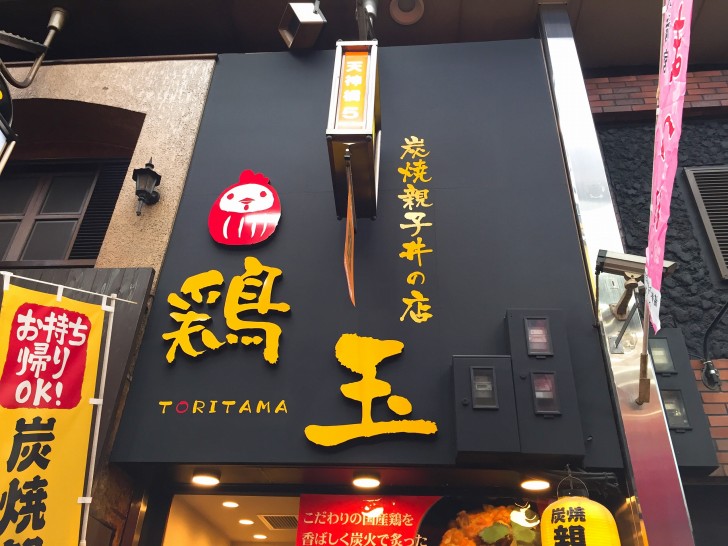 天神橋5
炭焼親子丼の店
鶏
玉
TORITAMA
お持ち
帰り
OK!
炭焼
こだわりの国産鶏を
香ばしく炭火で炙った
炭焼
親